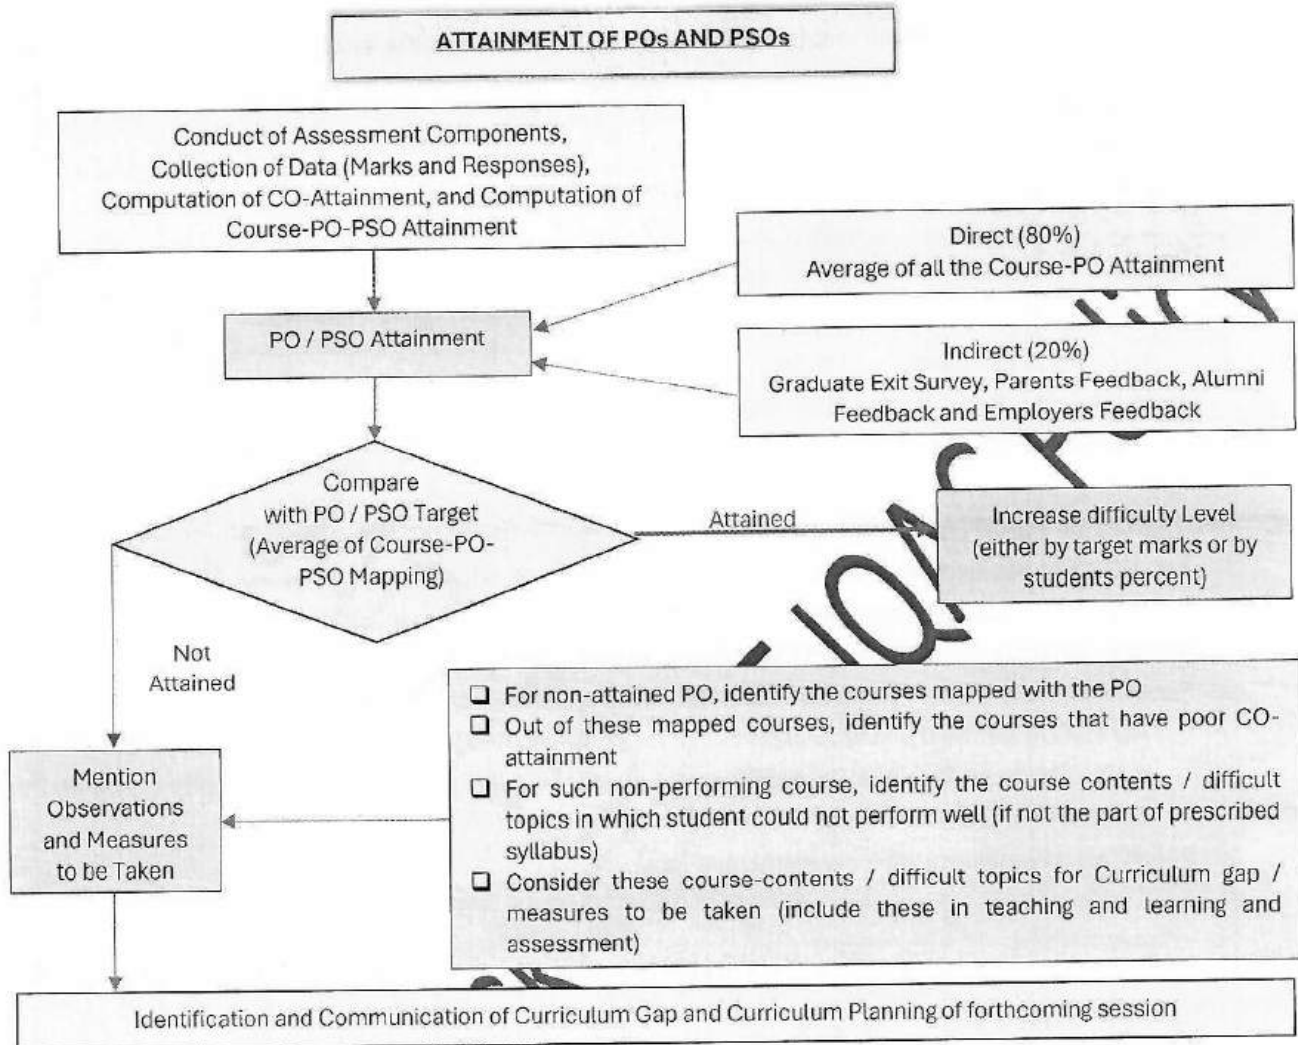 ATTAINMENT OF POs AND PSOs
Conduct of Assessment Components,
Collection of Data (Marks and Responses),
Computation of CO-Attainment, and Computation of
Course-PO-PSO Attainment
Direct (80%)
Average of all the Course-PO Attainment
PO / PSO Attainment
Indirect (20%)
Graduate Exit Survey, Parents Feedback, Alumni
Feedback and Employers Feedback
Compare
with PO / PSO Target
(Average of Course-PO-
PSO Mapping)
Attained
Increase difficulty Level
(either by target marks or by
students percent)
Not
Attained
❑ For non-attained PO, identify the courses mapped with the PO
❑ Out of these mapped courses, identify the courses that have poor CO-
attainment
❑ For such non-performing course, identify the course contents / difficult
topics in which student could not perform well (if not the part of prescribed
syllabus)
❑ Consider these course-contents / difficult topics for Curriculum gap /
measures to be taken (include these in teaching and learning and
assessment)
Mention
Observations
and Measures
to be Taken
Identification and Communication of Curriculum Gap and Curriculum Planning of forthcoming session